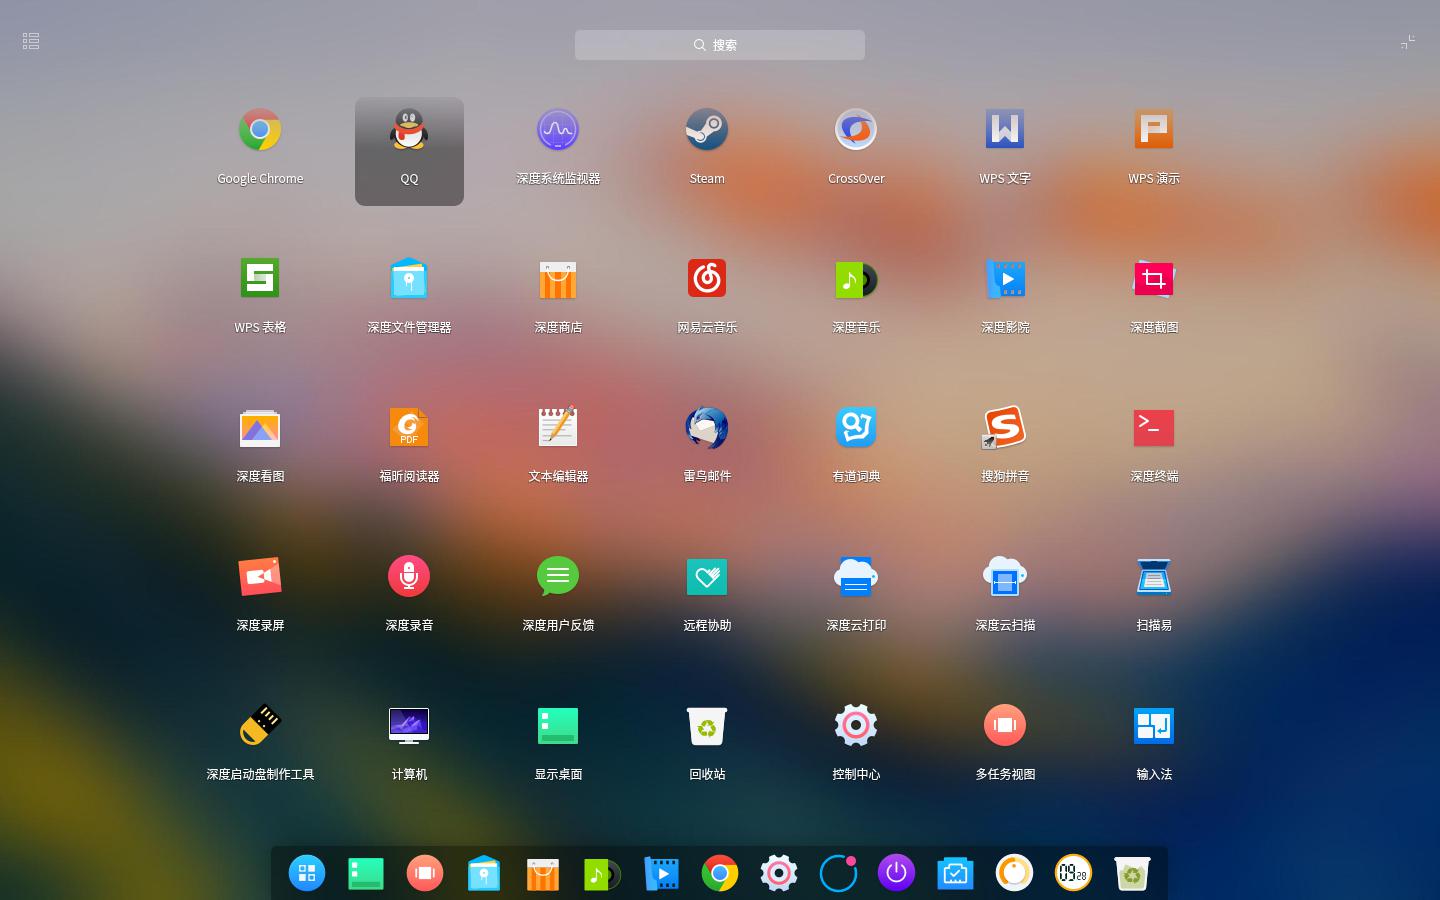 搜索
Google Chrome
QQ
深度系统监视器
Steam
CrossOver
WPS 文字
WPS 演示
WPS 表格
深度文件管理器
深度商店
网易云音乐
深度音乐
深度影院
深度截图
深度看图
PDF
福昕阅读器
文本编辑器
雷鸟邮件
有道词典
搜狗拼音
深度终端
深度录屏
深度录音
深度用户反馈
远程协助
深度云打印
深度云扫描
扫描易
深度启动盘制作工具
计算机
显示桌面
回收站
控制中心
多任务视图
输入法
09 28